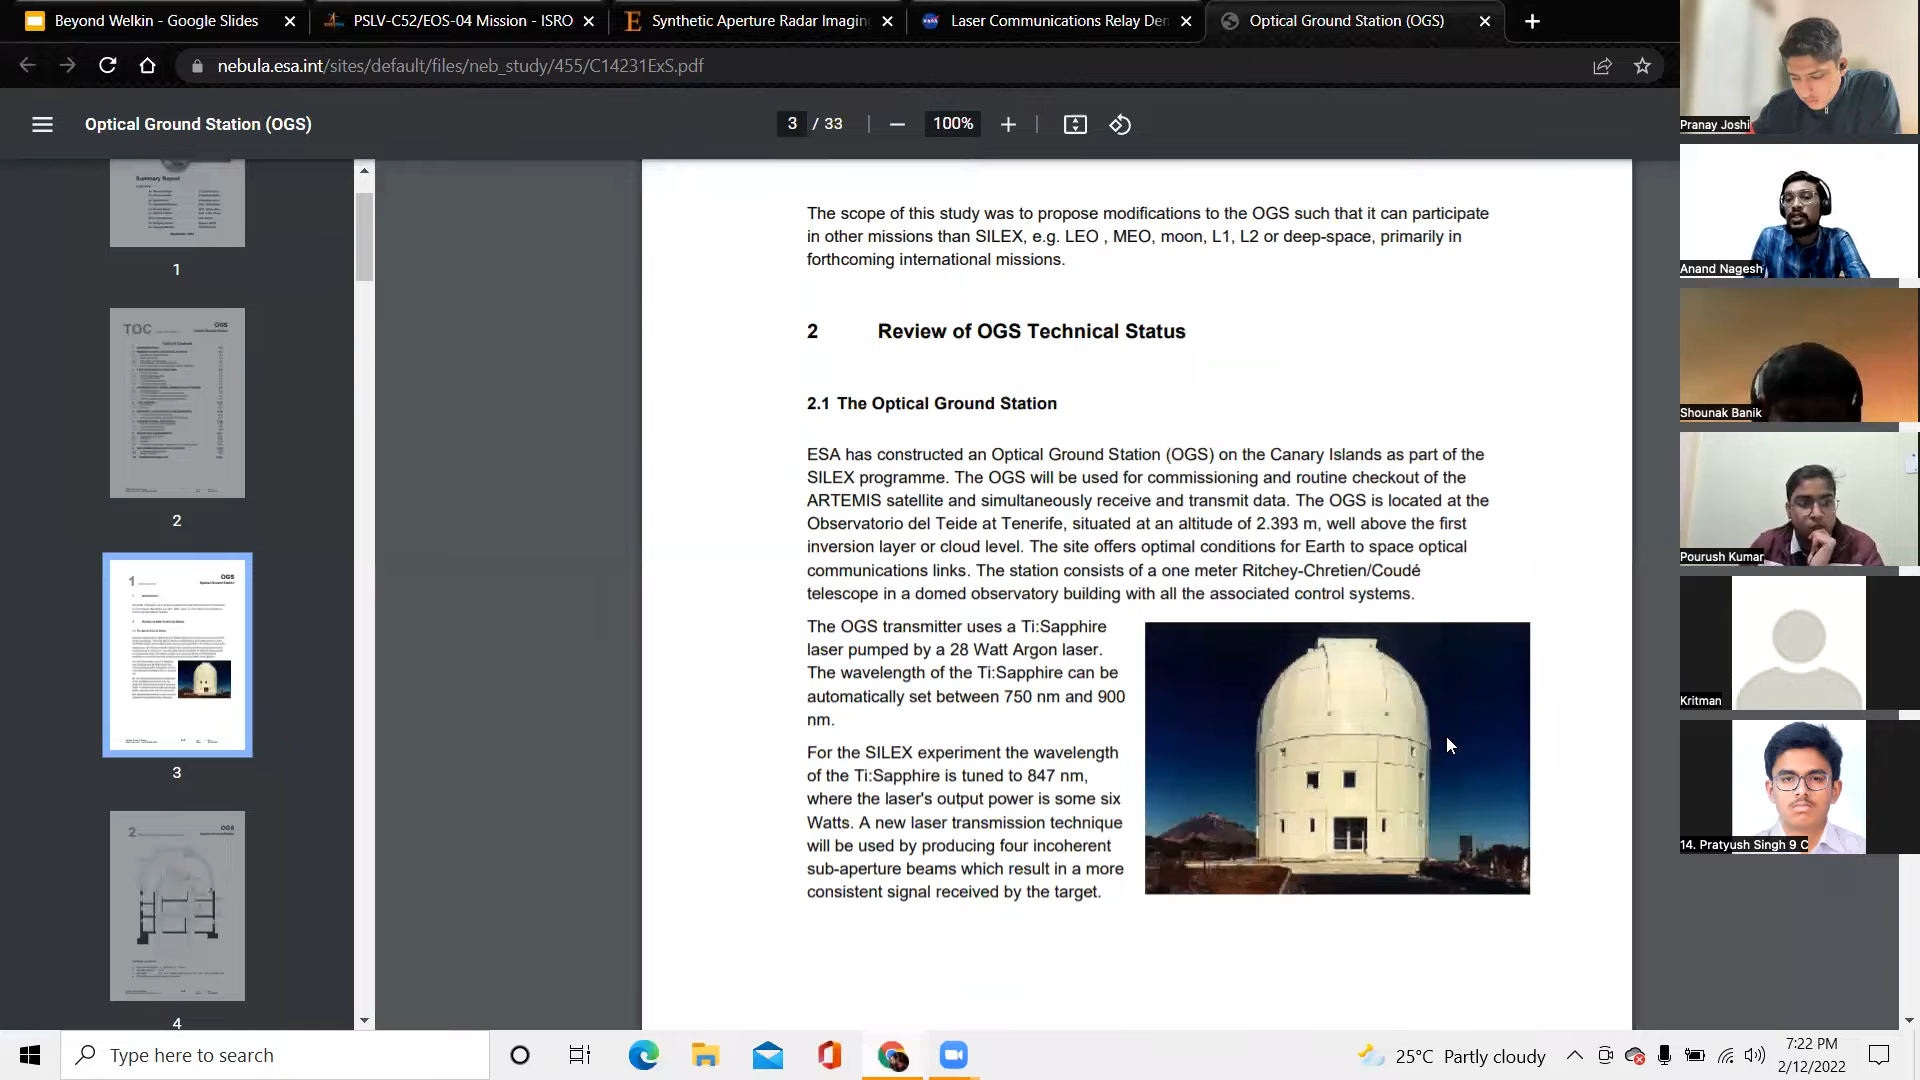 Beyond Welkin - Google Slides
PSLV-C52/EOS-04 Mission - ISRO
Synthetic Aperture Radar Imagin
Laser Communications Relay Den
Optical Ground Station (OGS)
nebula.esa.int/sites/default/files/neb_study/455/C14231ExS.pdf
Optical Ground Station (OGS)
3 / 33
100%
Summary Report
1
TOC
OGS
2
1
OGS
3
2
OGS
4
The scope of this study was to propose modifications to the OGS such that it can participate
in other missions than SILEX, e.g. LEO , MEO, moon, L1, L2 or deep-space, primarily in
forthcoming international missions.
2 Review of OGS Technical Status
2.1 The Optical Ground Station
ESA has constructed an Optical Ground Station (OGS) on the Canary Islands as part of the
SILEX programme. The OGS will be used for commissioning and routine checkout of the
ARTEMIS satellite and simultaneously receive and transmit data. The OGS is located at the
Observatorio del Teide at Tenerife, situated at an altitude of 2.393 m, well above the first
inversion layer or cloud level. The site offers optimal conditions for Earth to space optical
communications links. The station consists of a one meter Ritchey-Chretien/Coudé
telescope in a domed observatory building with all the associated control systems.
The OGS transmitter uses a Ti:Sapphire
laser pumped by a 28 Watt Argon laser.
The wavelength of the Ti:Sapphire can be
automatically set between 750 nm and 900
nm.
For the SILEX experiment the wavelength
of the Ti:Sapphire is tuned to 847 nm,
where the laser's output power is some six
Watts. A new laser transmission technique
will be used by producing four incoherent
sub-aperture beams which result in a more
consistent signal received by the target.
Pranay Joshi
Anand Nagesh
Shounak Banik
Pourush Kumar
Kritman
14. Pratyush Singh 9 C
Type here to search
25°C Partly cloudy
7:22 PM
2/12/2022